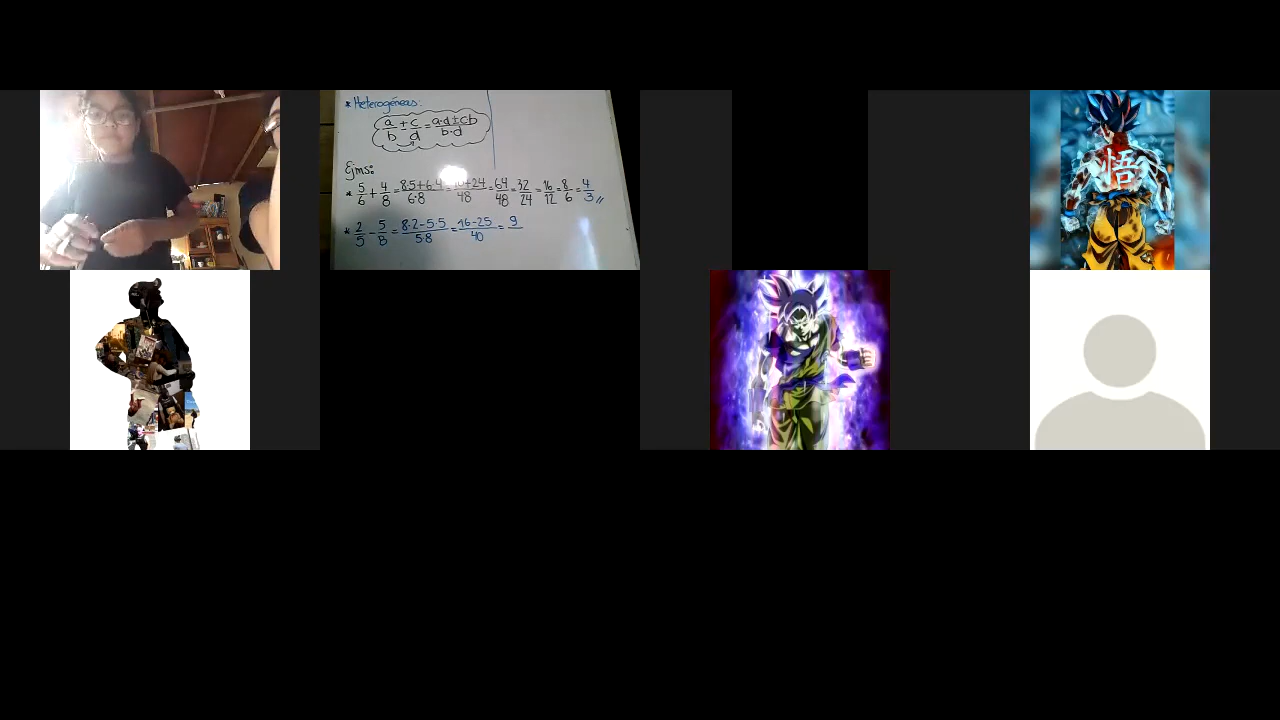 * Heterogéneas:
a/b ± c/d = a·d ± cb / b·d
Ejms:
* 5/6 + 4/8 = 8·5+6·4 / 6·8 = +24 / 48 = 64/48 = 32/24 = 16/12 = 8/6 = 4/3 //
* 2/5 - 5/8 = 8·2-5·5 / 5·8 = 16-25 / 40 = 9
悟